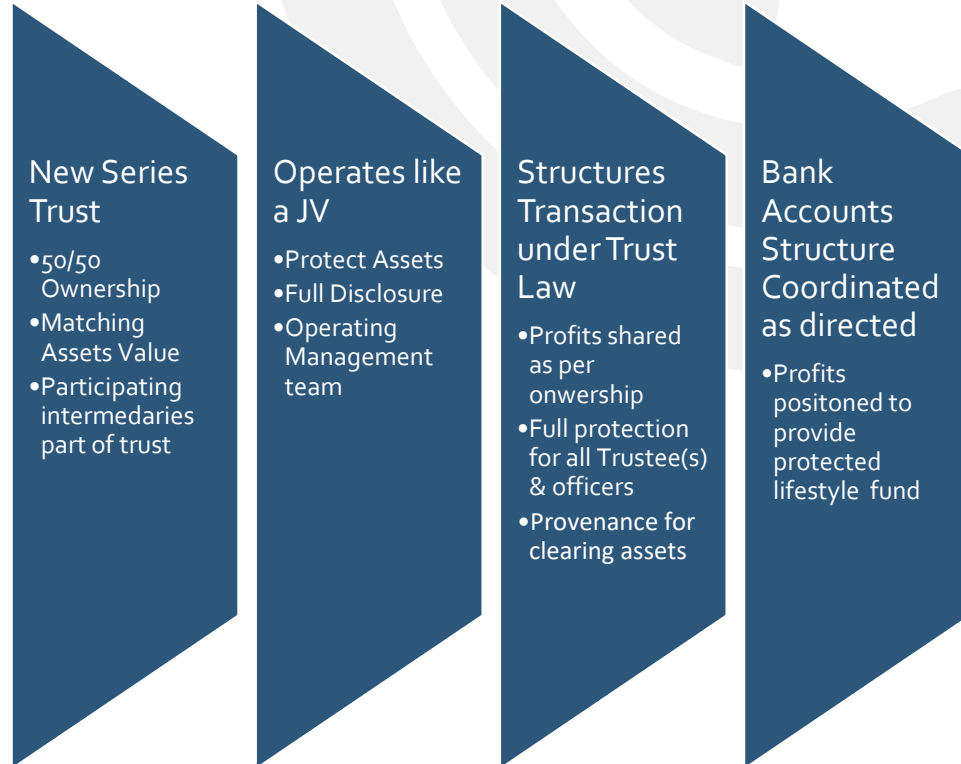 New Series
Trust
•50/50
Ownership
•Matching
Assets Value
•Participating
intermedaries
part of trust
Operates like
a JV
•Protect Assets
•Full Disclosure
•Operating
Management
team
Structures
Transaction
under Trust
Law
•Profits shared
as per
onwership
•Full protection
for all Trustee(s)
& officers
•Provenance for
clearing assets
Bank
Accounts
Structure
Coordinated
as directed
•Profits
positoned to
provide
protected
lifestyle fund